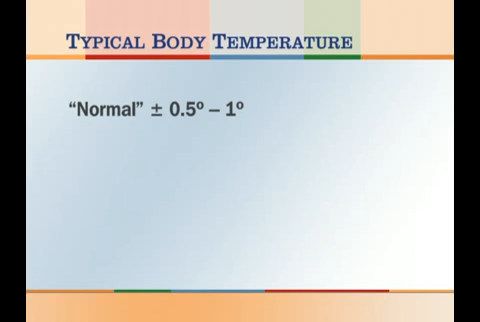 TYPICAL BODY TEMPERATURE
“Normal” ± 0.5º – 1º